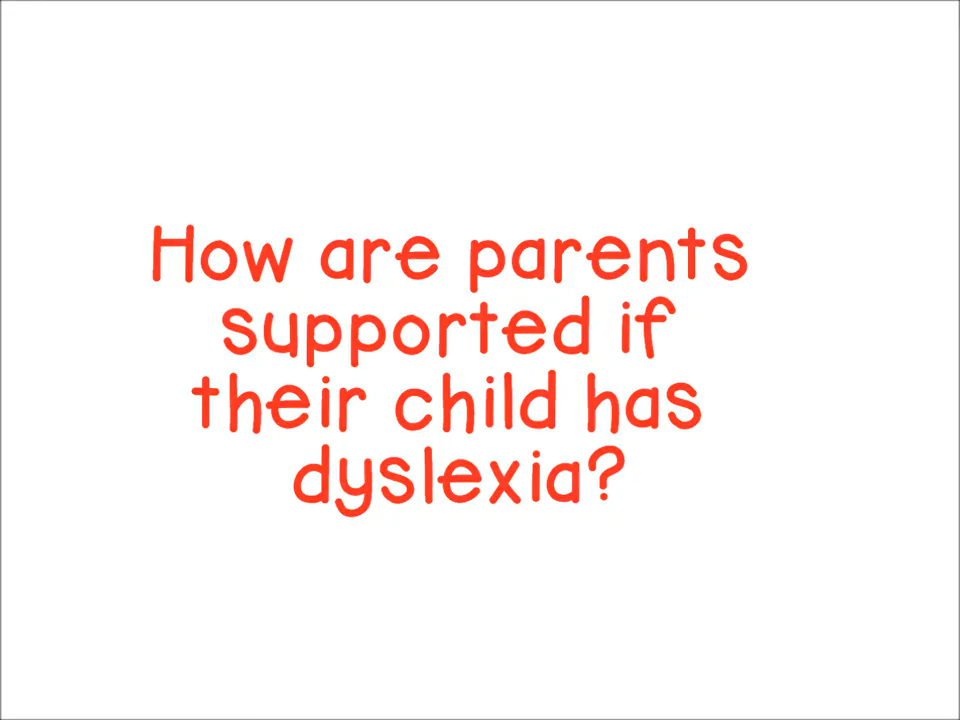 How are parents
supported if
their child has
dyslexia?